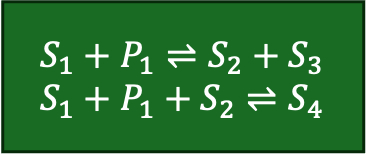 S₁ + P₁ ⇌ S₂ + S₃
S₁ + P₁ + S₂ ⇌ S₄